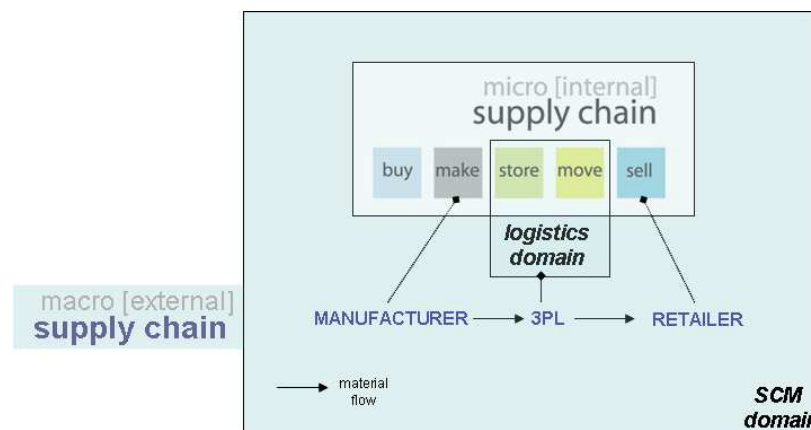 micro [internal]
supply chain
buy
make
store
move
sell
logistics
domain
macro [external]
supply chain
MANUFACTURER
3PL
RETAILER
material
flow
SCM
domain